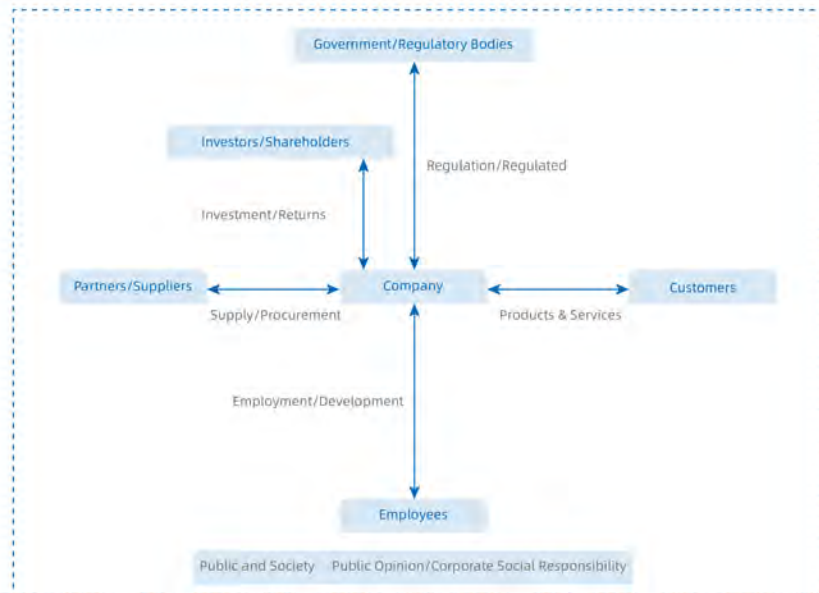 Government/Regulatory Bodies
Investors/Shareholders
Regulation/Regulated
Investment/Returns
Partners/Suppliers
Company
Customers
Supply/Procurement
Products & Services
Employment/Development
Employees
Public and Society Public Opinion/Corporate Social Responsibility